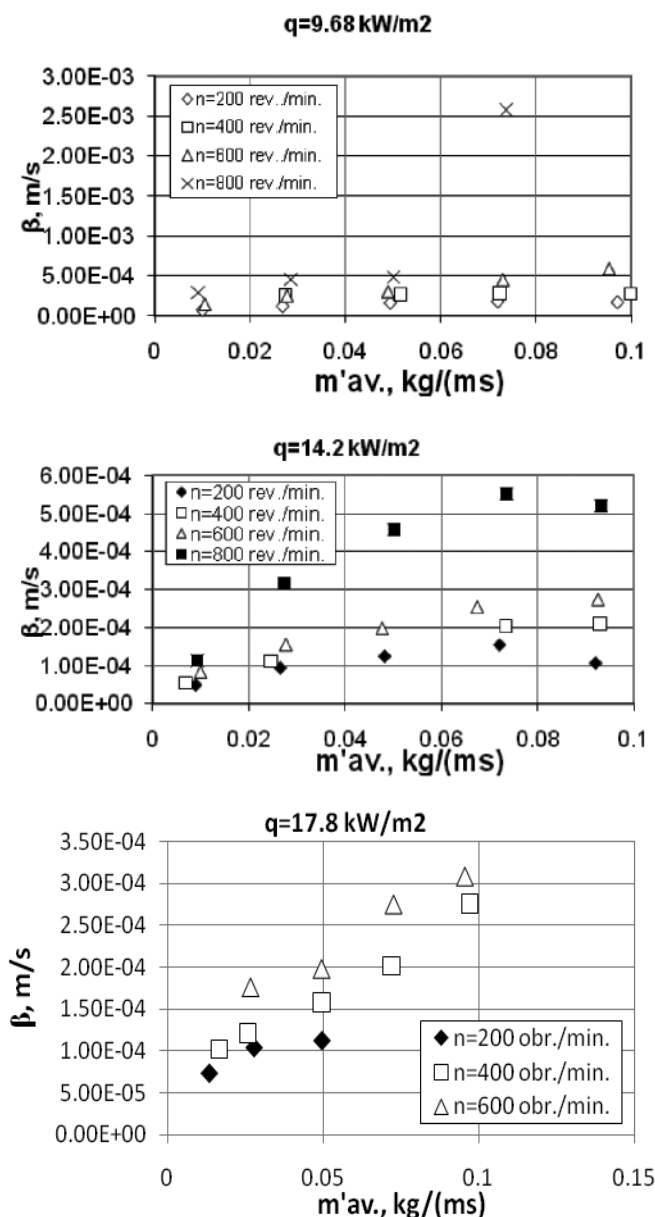 q=9.68 kW/m2
3.00E-03
2.50E-03
2.00E-03
1.50E-03
1.00E-03
5.00E-04
0.00E+00
β, m/s
n=200 rev../min.
n=400 rev./min.
n=600 rev./min.
n=800 rev./min.
0 0.02 0.04 0.06 0.08 0.1
m'av., kg/(ms)
q=14.2 kW/m2
6.00E-04
5.00E-04
4.00E-04
3.00E-04
2.00E-04
1.00E-04
0.00E+00
β, m/s
n=200 rev./min.
n=400 rev./min.
n=600 rev./min.
n=800 rev./min.
0 0.02 0.04 0.06 0.08 0.1
m'av., kg/(ms)
q=17.8 kW/m2
3.50E-04
3.00E-04
2.50E-04
2.00E-04
1.50E-04
1.00E-04
5.00E-05
0.00E+00
β, m/s
n=200 obr./min.
n=400 obr./min.
n=600 obr./min.
0 0.05 0.1 0.15
m'av., kg/(ms)